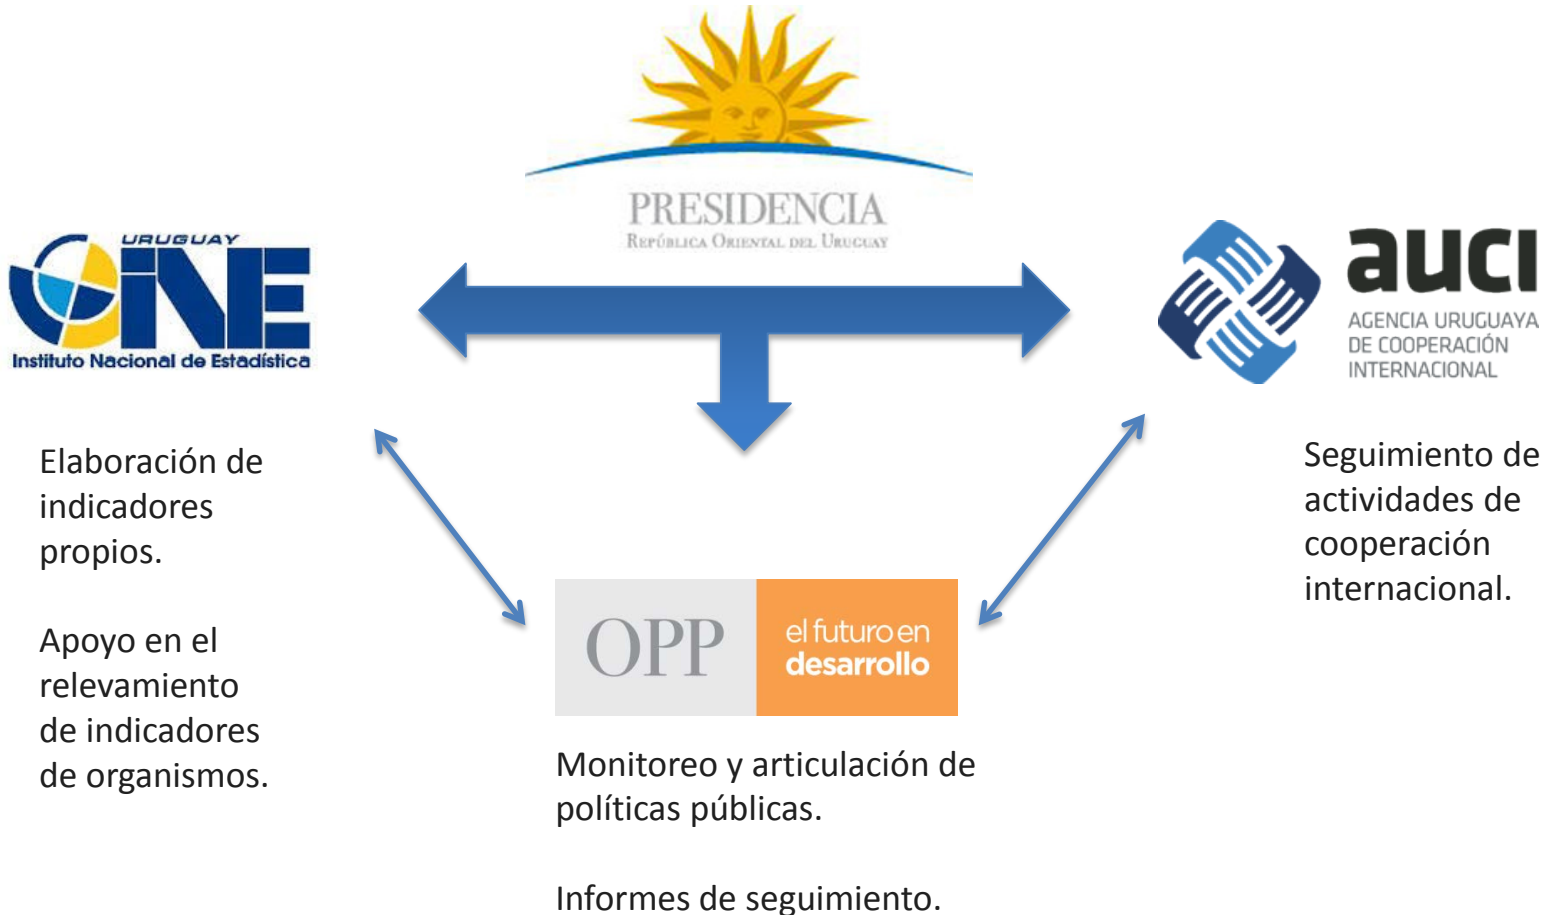 PRESIDENCIA
REPÚBLICA ORIENTAL DEL URUGUAY
URUGUAY
INE
Instituto Nacional de Estadística
auci
AGENCIA URUGUAYA
DE COOPERACIÓN
INTERNACIONAL
Elaboración de
indicadores
propios.
Apoyo en el
relevamiento
de indicadores
de organismos.
Seguimiento de
actividades de
cooperación
internacional.
OPP
el futuro en
desarrollo
Monitoreo y articulación de
políticas públicas.
Informes de seguimiento.